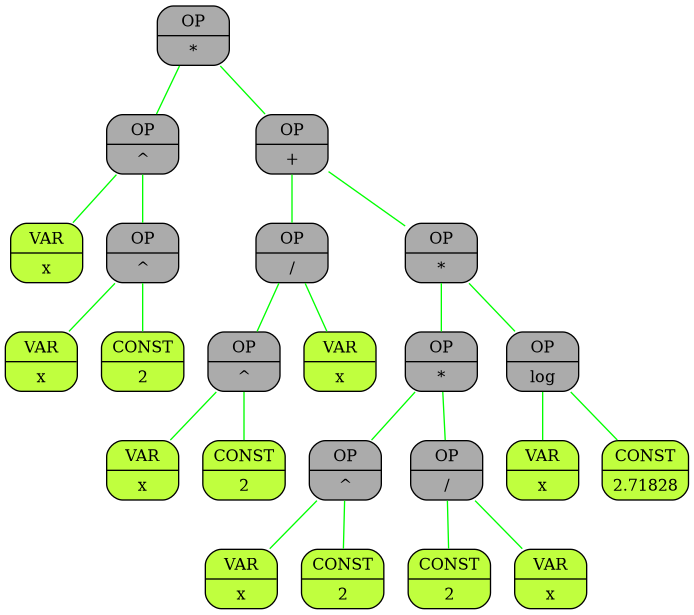 OP
*
OP
^
OP
+
VAR
x
OP
^
OP
/
OP
*
VAR
x
CONST
2
OP
^
VAR
x
OP
*
OP
log
VAR
x
CONST
2
OP
^
OP
/
VAR
x
CONST
2.71828
VAR
x
CONST
2
CONST
2
VAR
x